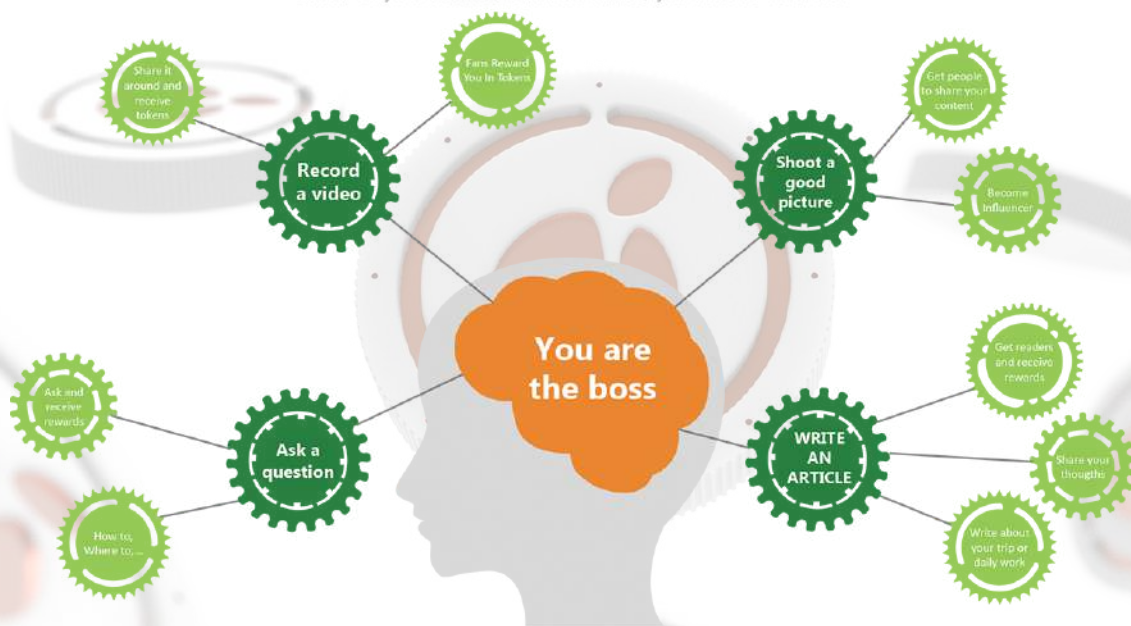 Share it
around and
receive
tokens
Fans Reward
You In Tokens
Record
a video
Get people
to share your
content
Shoot a
good
picture
Become
Influencer
You are
the boss
Ask and
receive
rewards
Ask a
question
How to,
Where to,...
Get readers
and receive
rewards
WRITE
AN
ARTICLE
Share your
thougths
Write about
your trip or
daily work